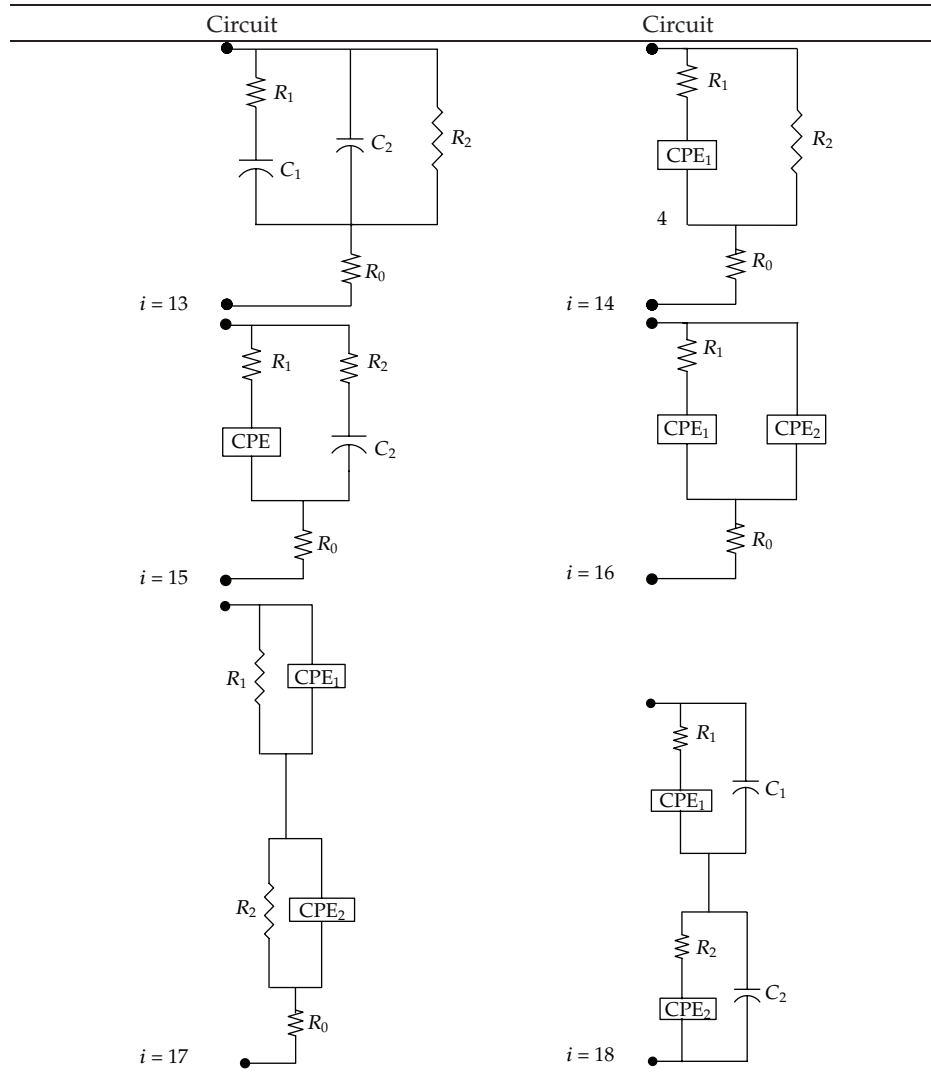 Circuit Circuit
R1
C1
C2
R2
R0
i = 13
R1
CPE1
R2
4
R0
i = 14
R1
R2
CPE
C2
R0
i = 15
R1
CPE1
CPE2
R0
i = 16
R1
CPE1
R2
CPE2
R0
i = 17
R1
CPE1
C1
R2
CPE2
C2
i = 18